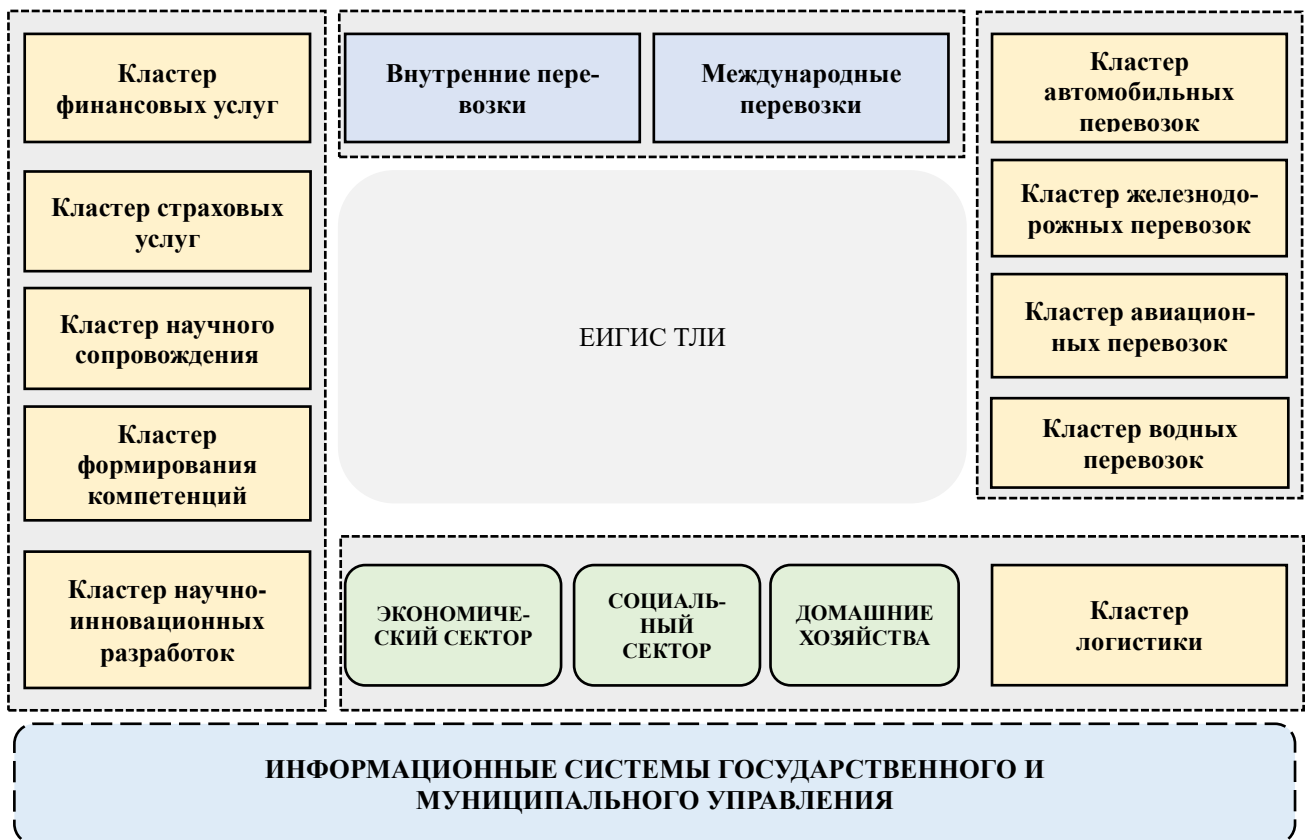 Кластер
финансовых услуг
Кластер страховых
услуг
Кластер научного
сопровождения
Кластер
формирования
компетенций
Кластер научно-
инновационных
разработок
Внутренние пере-
возки
Международные
перевозки
ЕИГИС ТЛИ
Кластер
автомобильных
перевозок
Кластер железнодо-
рожных перевозок
Кластер авиацион-
ных перевозок
Кластер водных
перевозок
ЭКОНОМИЧЕ-
СКИЙ СЕКТОР
СОЦИАЛЬ-
НЫЙ
СЕКТОР
ДОМАШНИЕ
ХОЗЯЙСТВА
Кластер
логистики
ИНФОРМАЦИОННЫЕ СИСТЕМЫ ГОСУДАРСТВЕННОГО И
МУНИЦИПАЛЬНОГО УПРАВЛЕНИЯ